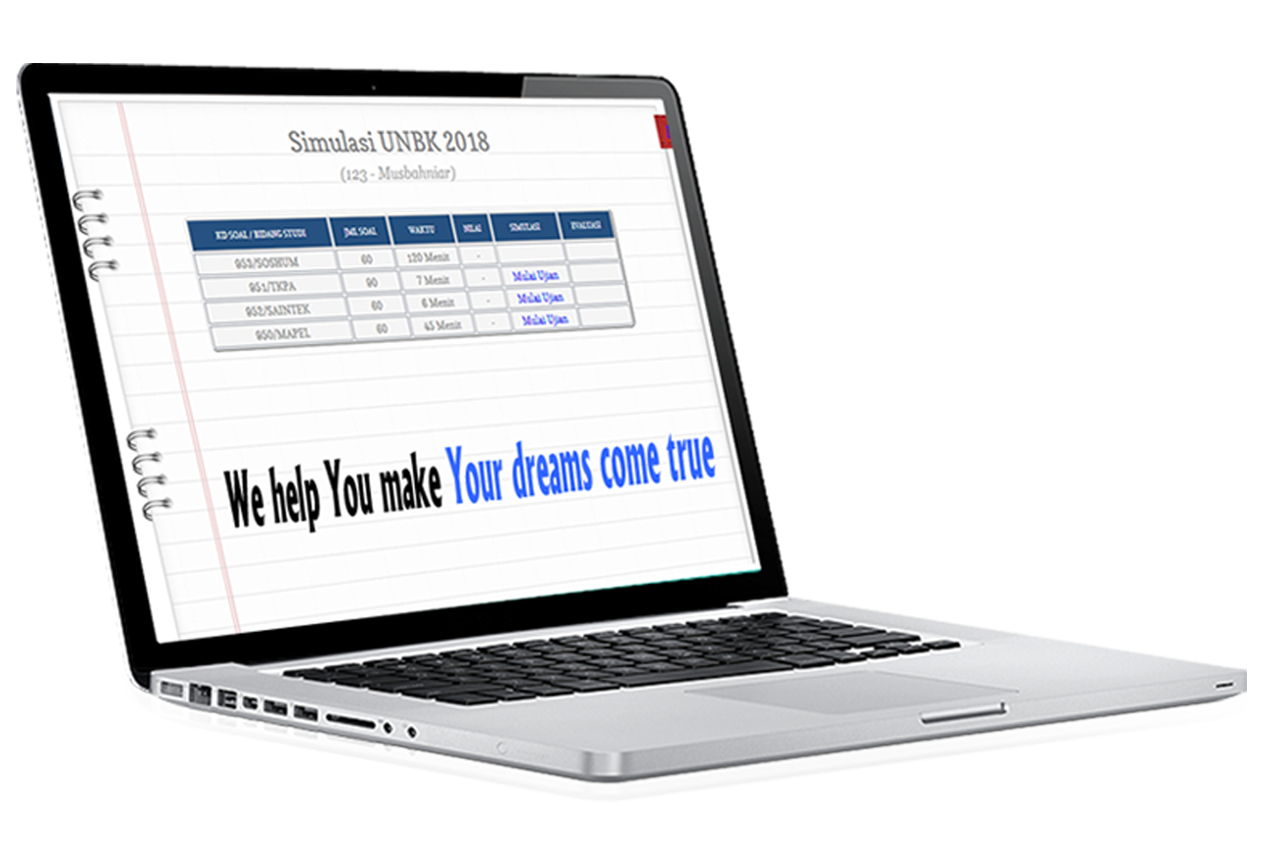 Simulasi UNBK 2018
(123 - Musbahniar)
KD SOAL / BIDANG STUDI JML SOAL WAKTU NILAI SIMULASI EVALUASI
953/SOSHUM 60 120 Menit -
951/TKPA 90 7 Menit - Mulai Ujian
952/SAINTEK 60 6 Menit - Mulai Ujian
950/MAPEL 60 45 Menit - Mulai Ujian
We help You make Your dreams come true